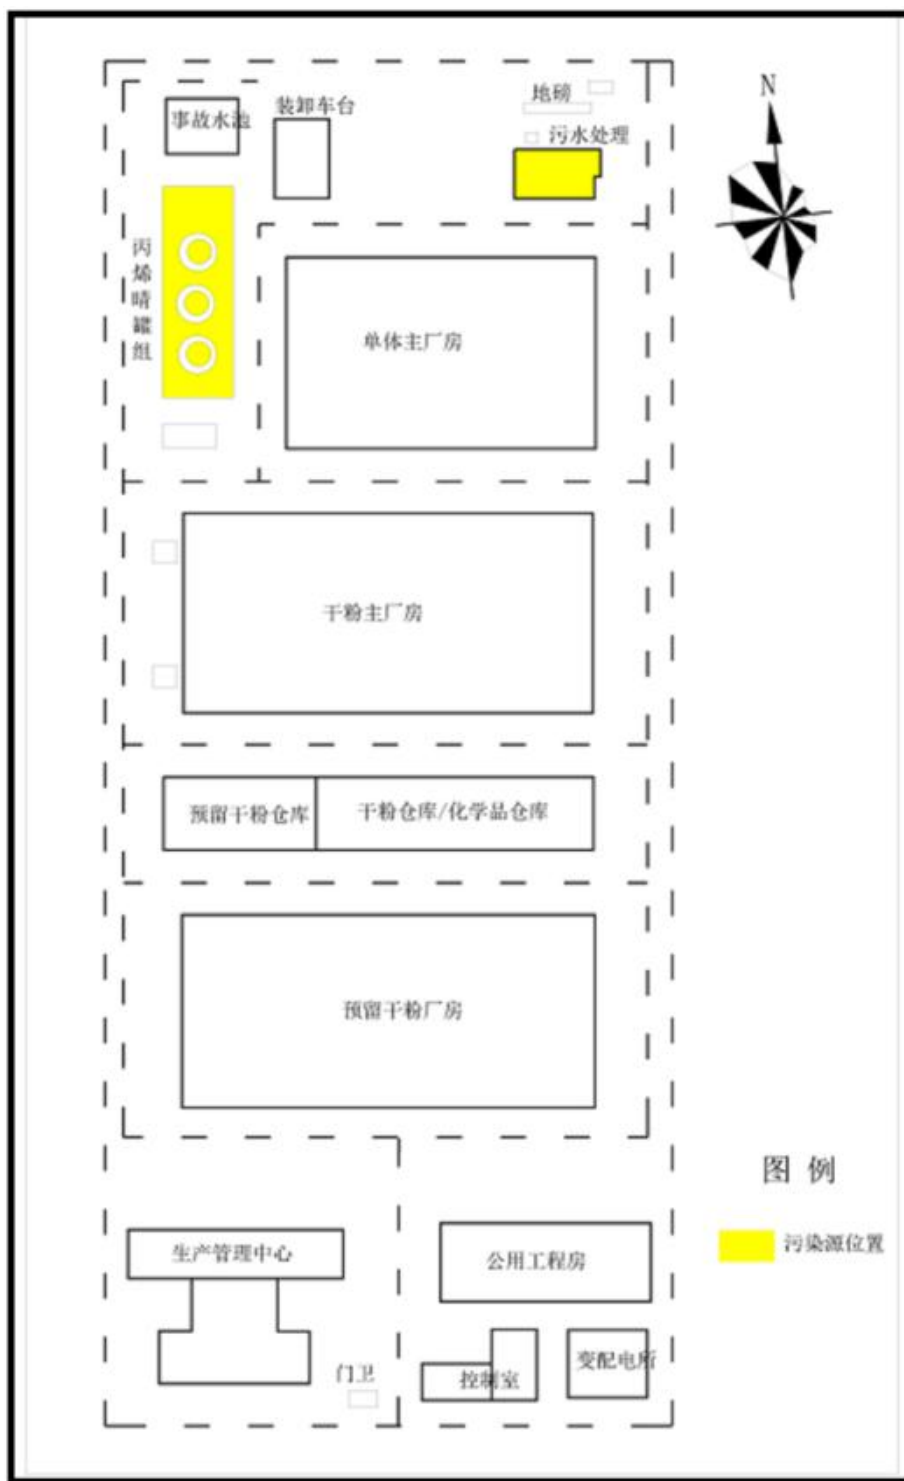 N
地磅
装卸车台
事故水池
污水处理
丙烯晴罐组
单体主厂房
干粉主厂房
预留干粉仓库
干粉仓库/化学品仓库
预留干粉厂房
图 例
污染源位置
生产管理中心
公用工程房
门卫
控制室
变配电所